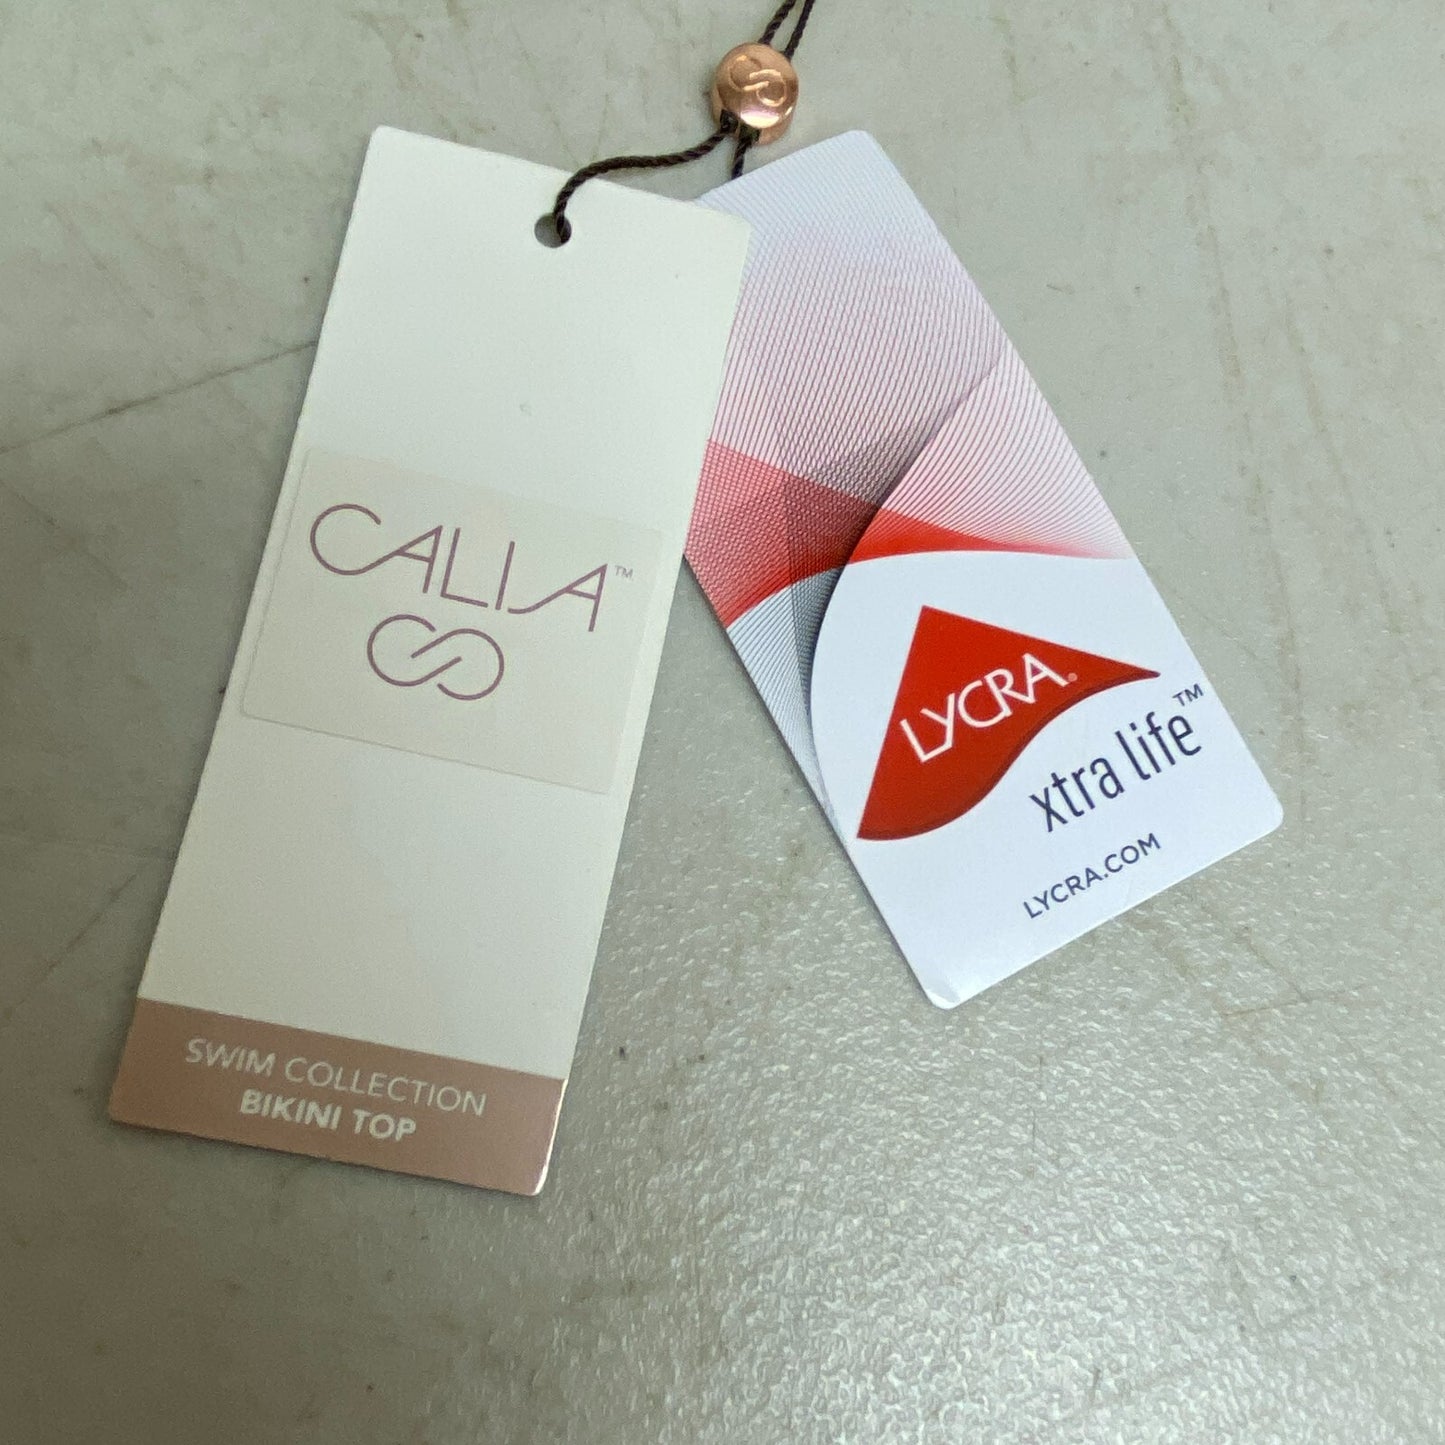 CALIA™
SWIM COLLECTION
BIKINI TOP
LYCRA®
xtra life™
LYCRA.COM